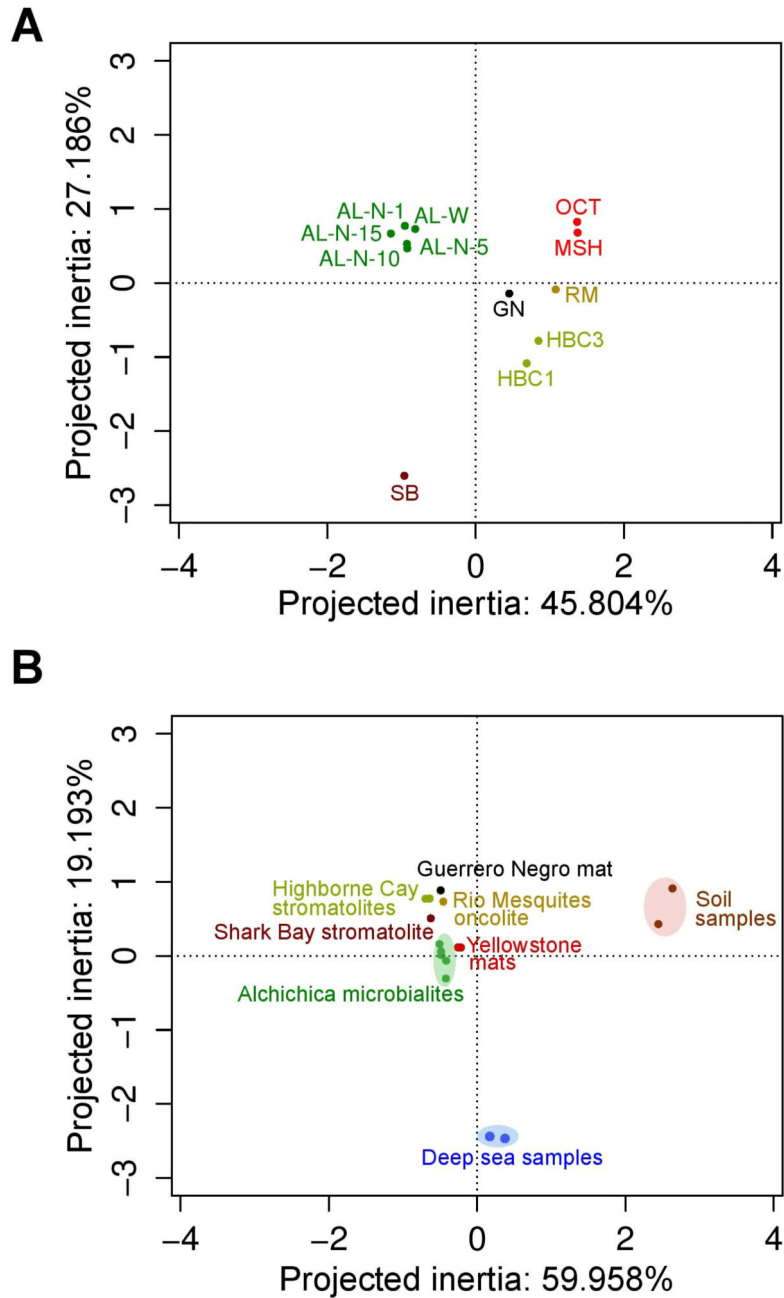 A
Projected inertia: 27.186%
3
2
1
0
−1
−2
−3
AL-N-1
AL-W
AL-N-15
AL-N-5
AL-N-10
OCT
MSH
RM
GN
HBC3
HBC1
SB
−4 −2 0 2 4
Projected inertia: 45.804%
B
Projected inertia: 19.193%
3
2
1
0
−1
−2
−3
Guerrero Negro mat
Highborne Cay
stromatolites
Rio Mesquites
oncolite
Soil
samples
Shark Bay stromatolite
Yellowstone
mats
Alchichica microbialites
Deep sea samples
−4 −2 0 2 4
Projected inertia: 59.958%